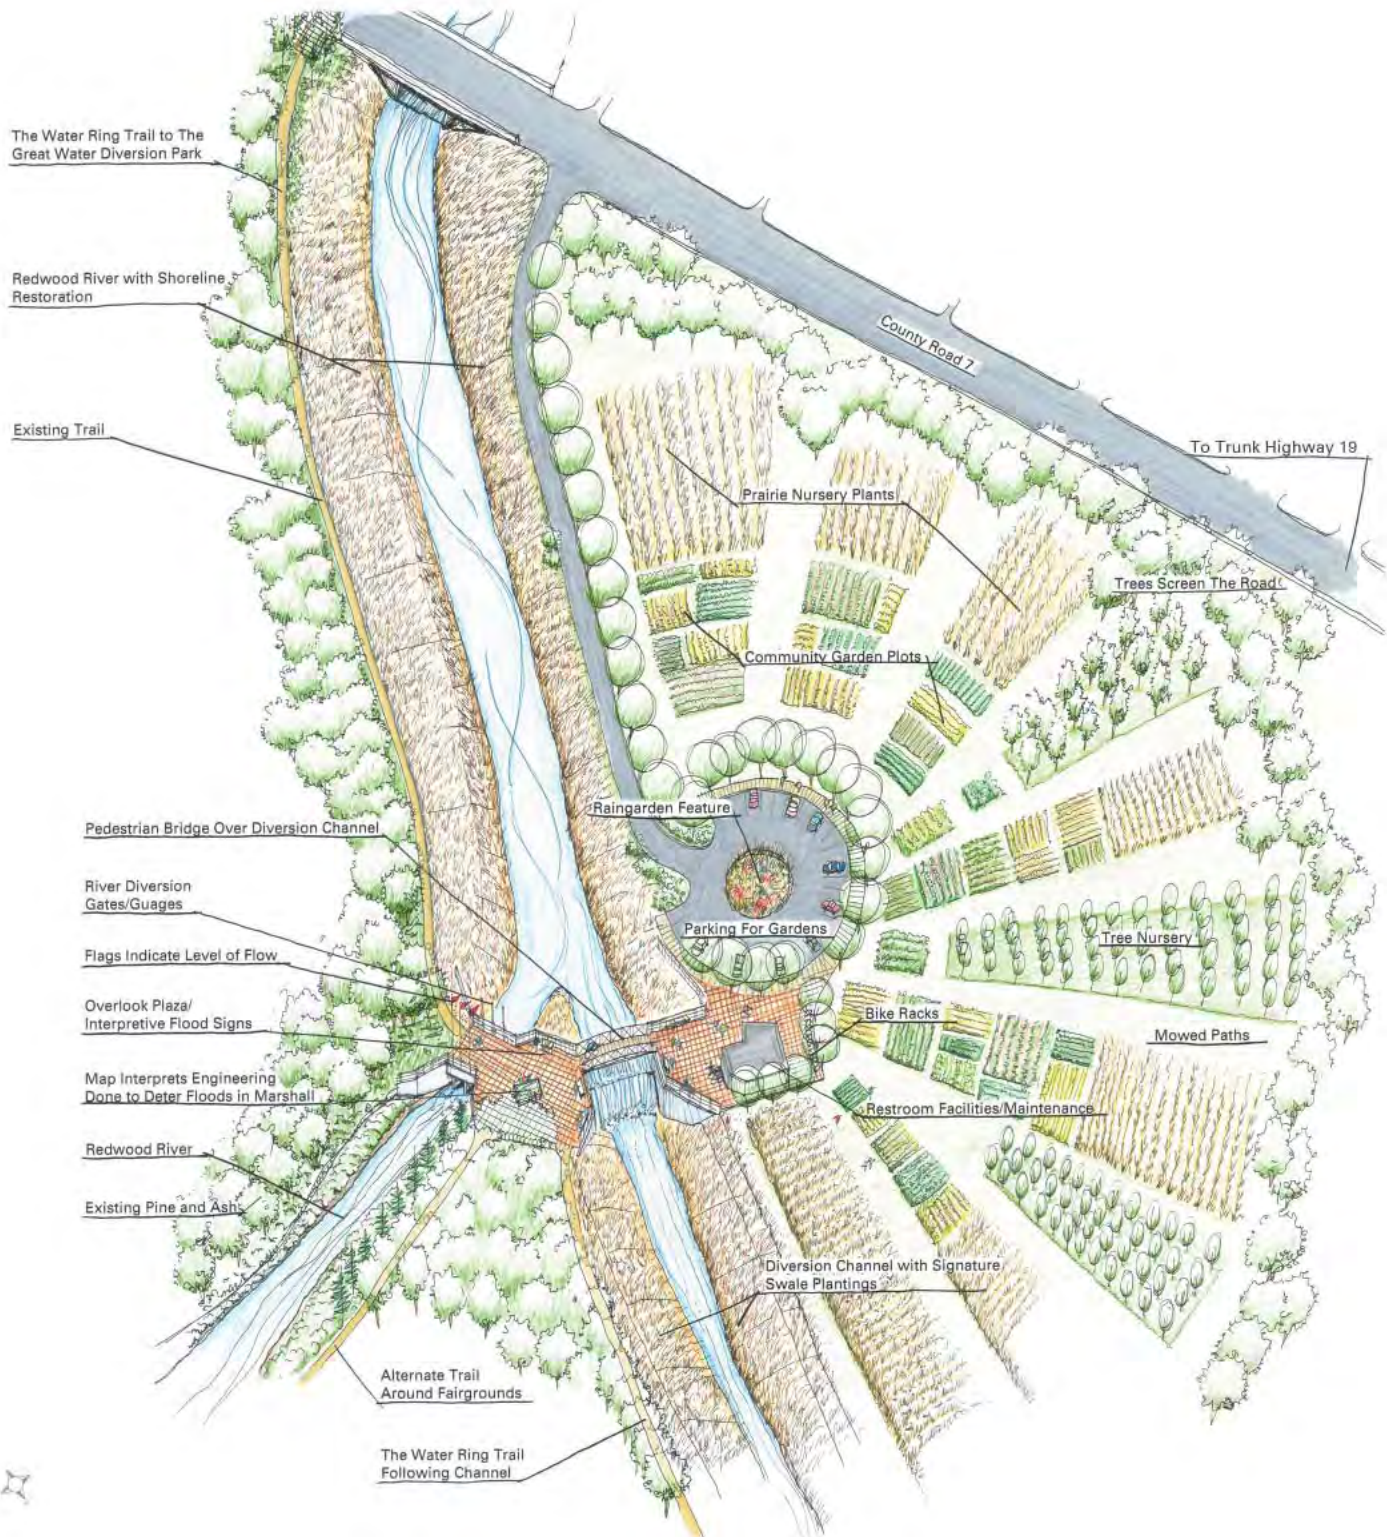 The Water Ring Trail to The
Great Water Diversion Park
Redwood River with Shoreline
Restoration
County Road 7
Existing Trail
To Trunk Highway 19
Prairie Nursery Plants
Trees Screen The Road
Community Garden Plots
Raingarden Feature
Pedestrian Bridge Over Diversion Channel
River Diversion
Gates/Guages
Parking For Gardens
Tree Nursery
Flags Indicate Level of Flow
Overlook Plaza/
Interpretive Flood Signs
Bike Racks
Mowed Paths
Map Interprets Engineering
Done to Deter Floods in Marshall
Restroom Facilities/Maintenance
Redwood River
Existing Pine and Ash
Diversion Channel with Signature
Swale Plantings
Alternate Trail
Around Fairgrounds
The Water Ring Trail
Following Channel